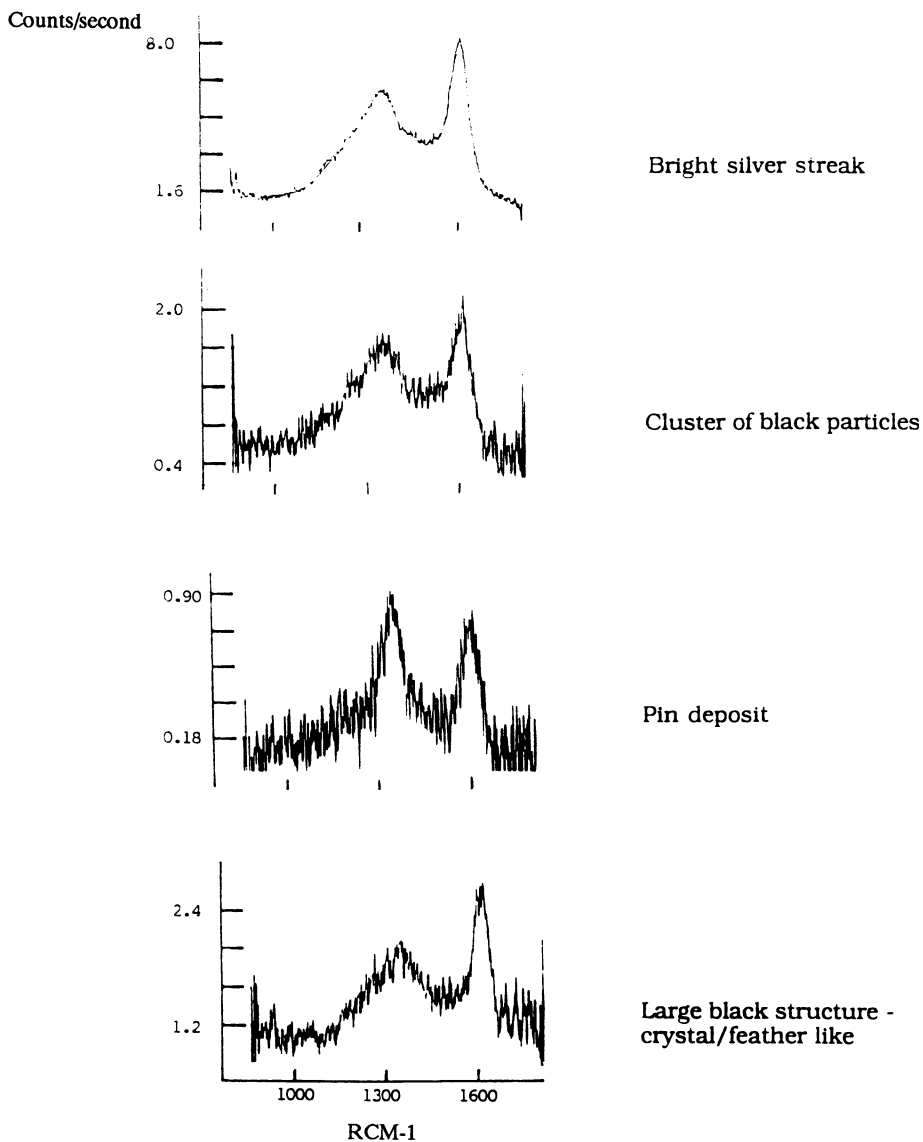 Counts/second
8.0
1.6
Bright silver streak
2.0
0.4
Cluster of black particles
0.90
0.18
Pin deposit
2.4
1.2
Large black structure -
crystal/feather like
1000 1300 1600
RCM-1